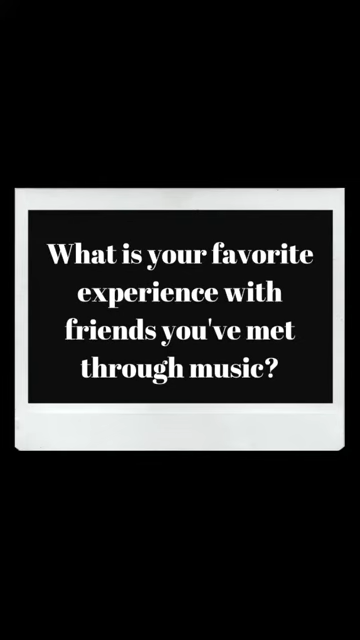 What is your favorite
experience with
friends you've met
through music?